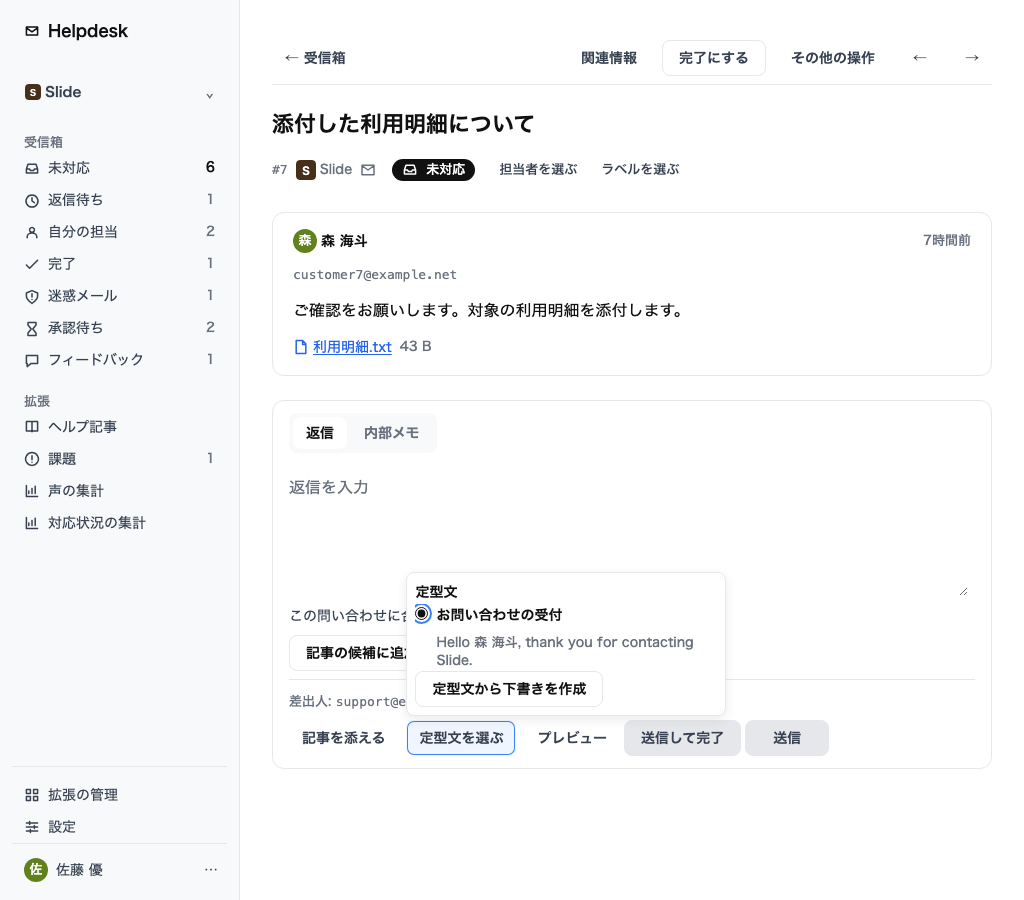 Helpdesk
S Slide
受信箱
未対応 6
返信待ち 1
自分の担当 2
完了 1
迷惑メール 1
承認待ち 2
フィードバック 1
拡張
ヘルプ記事
課題 1
声の集計
対応状況の集計
拡張の管理
設定
佐 佐藤 優 ...
← 受信箱 関連情報 完了にする その他の操作 ← →
添付した利用明細について
#7 S Slide 未対応 担当者を選ぶ ラベルを選ぶ
森 森 海斗 7時間前
customer7@example.net
ご確認をお願いします。対象の利用明細を添付します。
利用明細.txt 43 B
返信 内部メモ
返信を入力
この問い合わせに
記事の候補に追
定型文
お問い合わせの受付
Hello 森 海斗, thank you for contacting
Slide.
定型文から下書きを作成
差出人: support@e
記事を添える 定型文を選ぶ プレビュー 送信して完了 送信